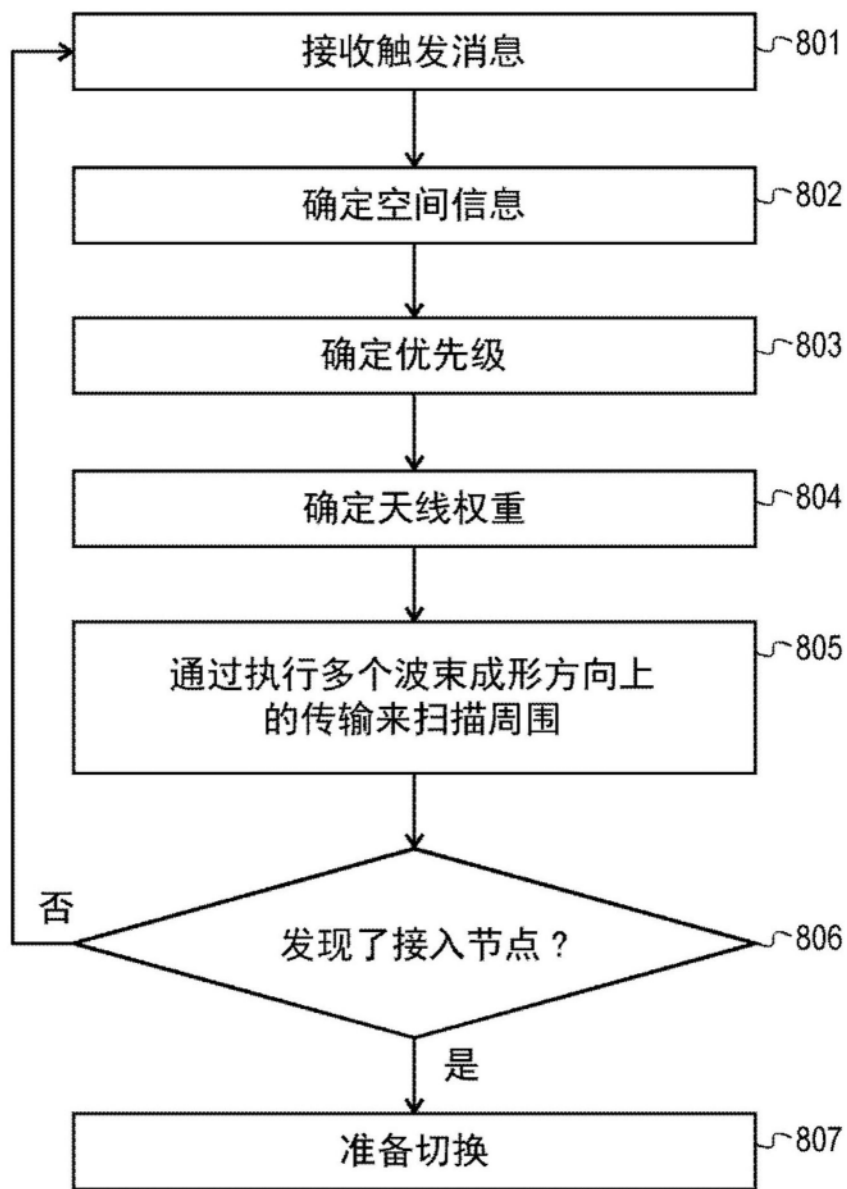 接收触发消息
801
确定空间信息
802
确定优先级
803
确定天线权重
804
通过执行多个波束成形方向上
的传输来扫描周围
805
否
发现了接入节点?
806
是
准备切换
807